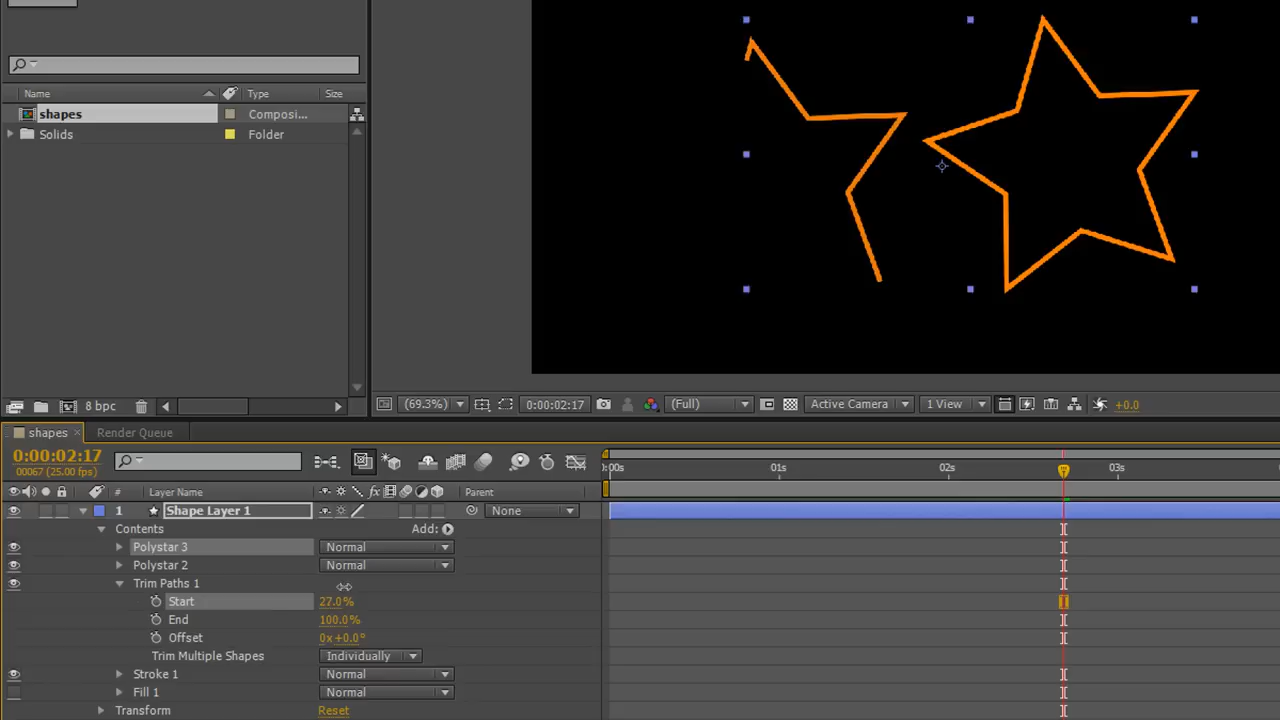 Name Type Size
shapes Composi...
Solids Folder
8 bpc
(69.3%) 0:00:02:17 (Full) Active Camera 1 View +0.0
shapes × Render Queue
0:00:02:17
00067 (25.00 fps)
:00s 01s 02s 03s
# Layer Name fx Parent
1 Shape Layer 1 None
Contents Add:
Polystar 3 Normal
Polystar 2 Normal
Trim Paths 1
Start 27.0%
End 100.0%
Offset 0x+0.0°
Trim Multiple Shapes Individually
Stroke 1 Normal
Fill 1 Normal
Transform Reset